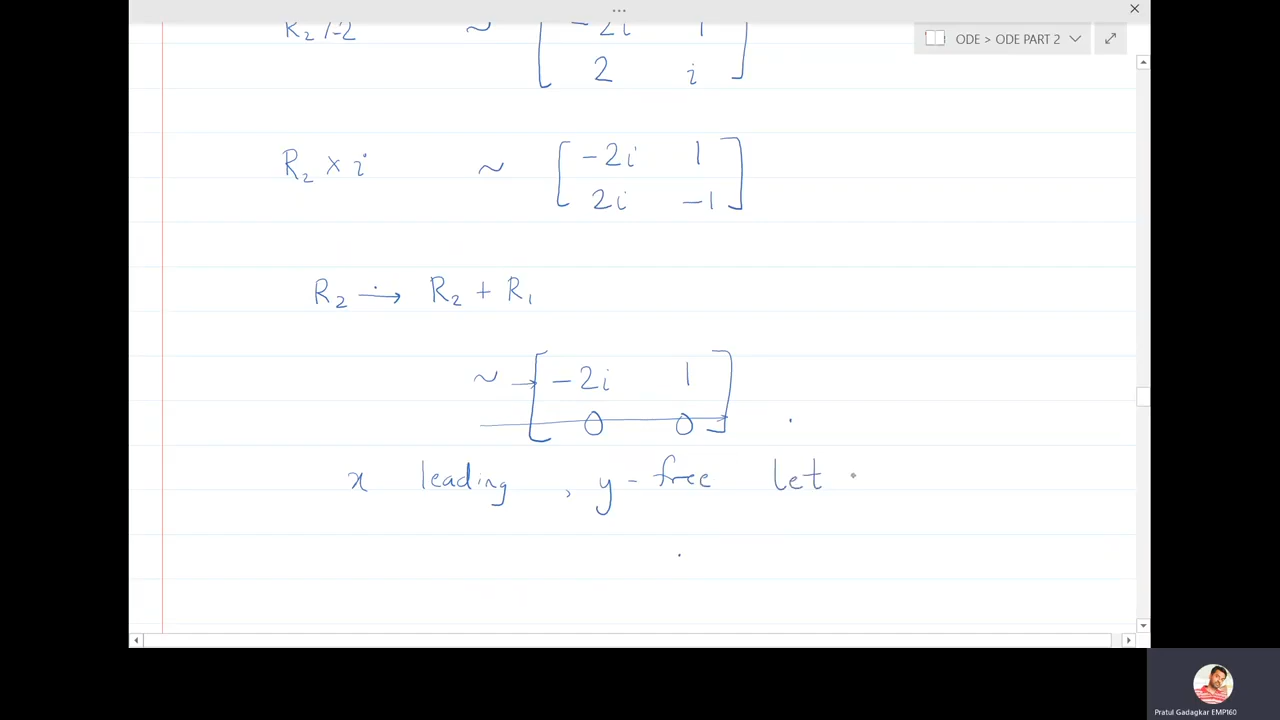 ODE > ODE PART 2
R₂ /-2 ~ [ -2i 1
2 i ]
R₂ × i ~ [ -2i 1
2i -1 ]
R₂ → R₂ + R₁
~ → [ -2i 1
0 0 ]
x leading , y - free let
Pratul Gadagkar EMP160